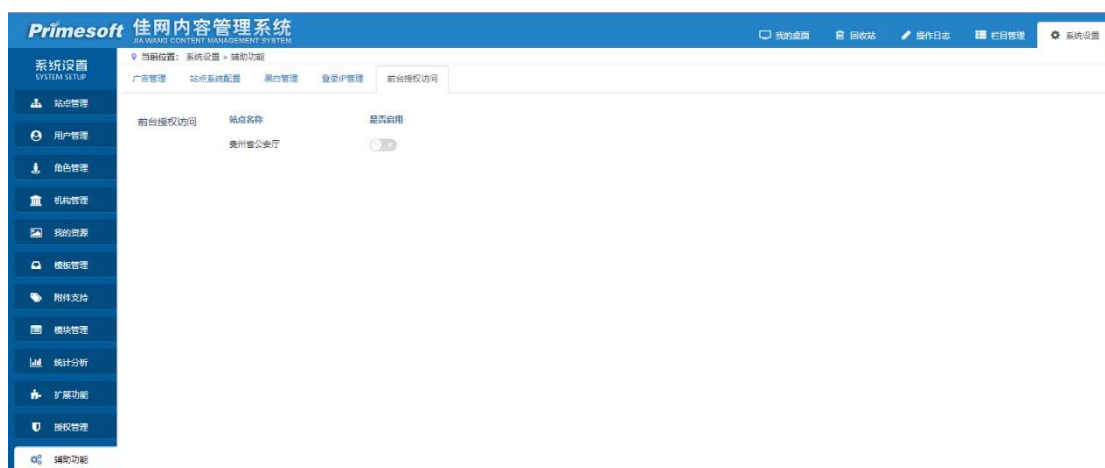 Primesoft 佳网内容管理系统
JIA WANG CONTENT MANAGEMENT SYSTEM
我的桌面 回收站 操作日志 栏目管理 系统设置
系统设置
SYSTEM SETUP
当前位置： 系统设置 > 辅助功能
广告管理 站点系统配置 黑白管理 登录IP管理 前台授权访问
站点管理
用户管理
角色管理
机构管理
我的资源
模板管理
附件支持
模块管理
统计分析
扩展功能
授权管理
辅助功能
前台授权访问 站点名称 是否启用
贵州省公安厅